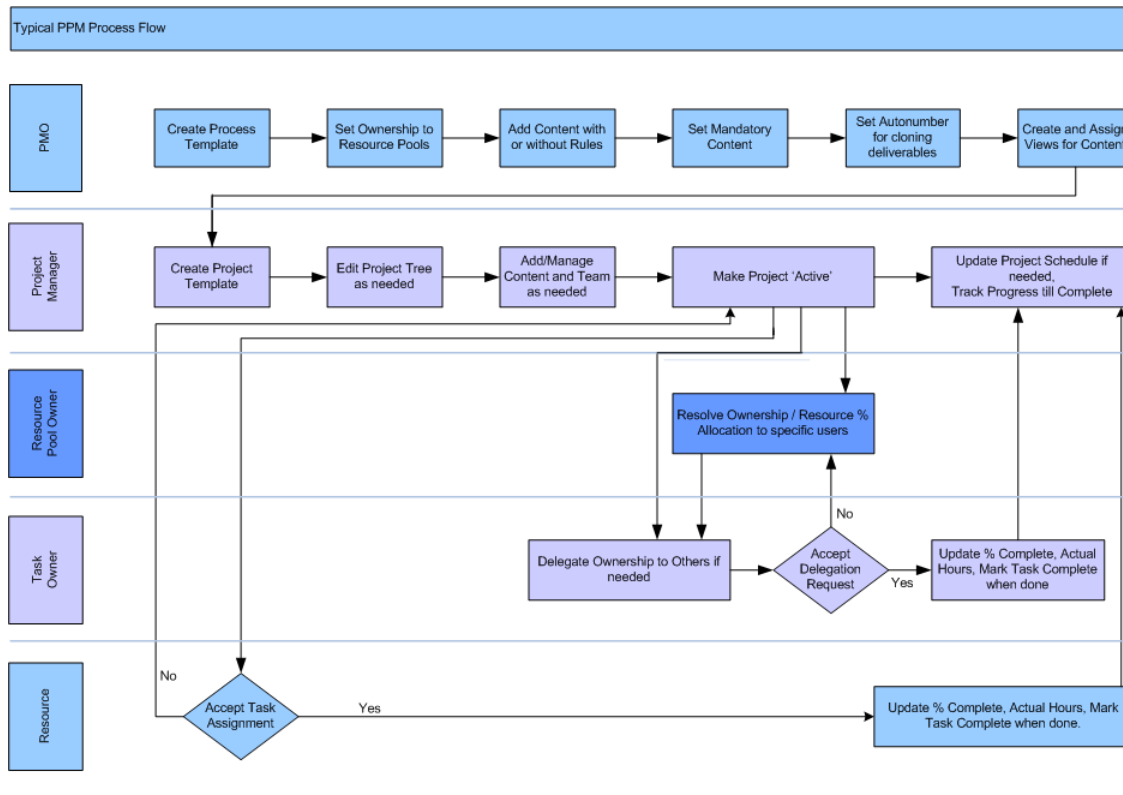 Typical PPM Process Flow
PMO
Create Process
Template
Set Ownership to
Resource Pools
Add Content with
or without Rules
Set Mandatory
Content
Set Autonumber
for cloning
deliverables
Create and Assign
Views for Content
Project
Manager
Create Project
Template
Edit Project Tree
as needed
Add/Manage
Content and Team
as needed
Make Project ‘Active’
Update Project Schedule if
needed,
Track Progress till Complete
Resource
Pool Owner
Resolve Ownership / Resource %
Allocation to specific users
Task
Owner
Delegate Ownership to Others if
needed
No
Accept
Delegation
Request
Yes
Update % Complete, Actual
Hours, Mark Task Complete
when done
Resource
No
Accept Task
Assignment
Yes
Update % Complete, Actual Hours, Mark
Task Complete when done.